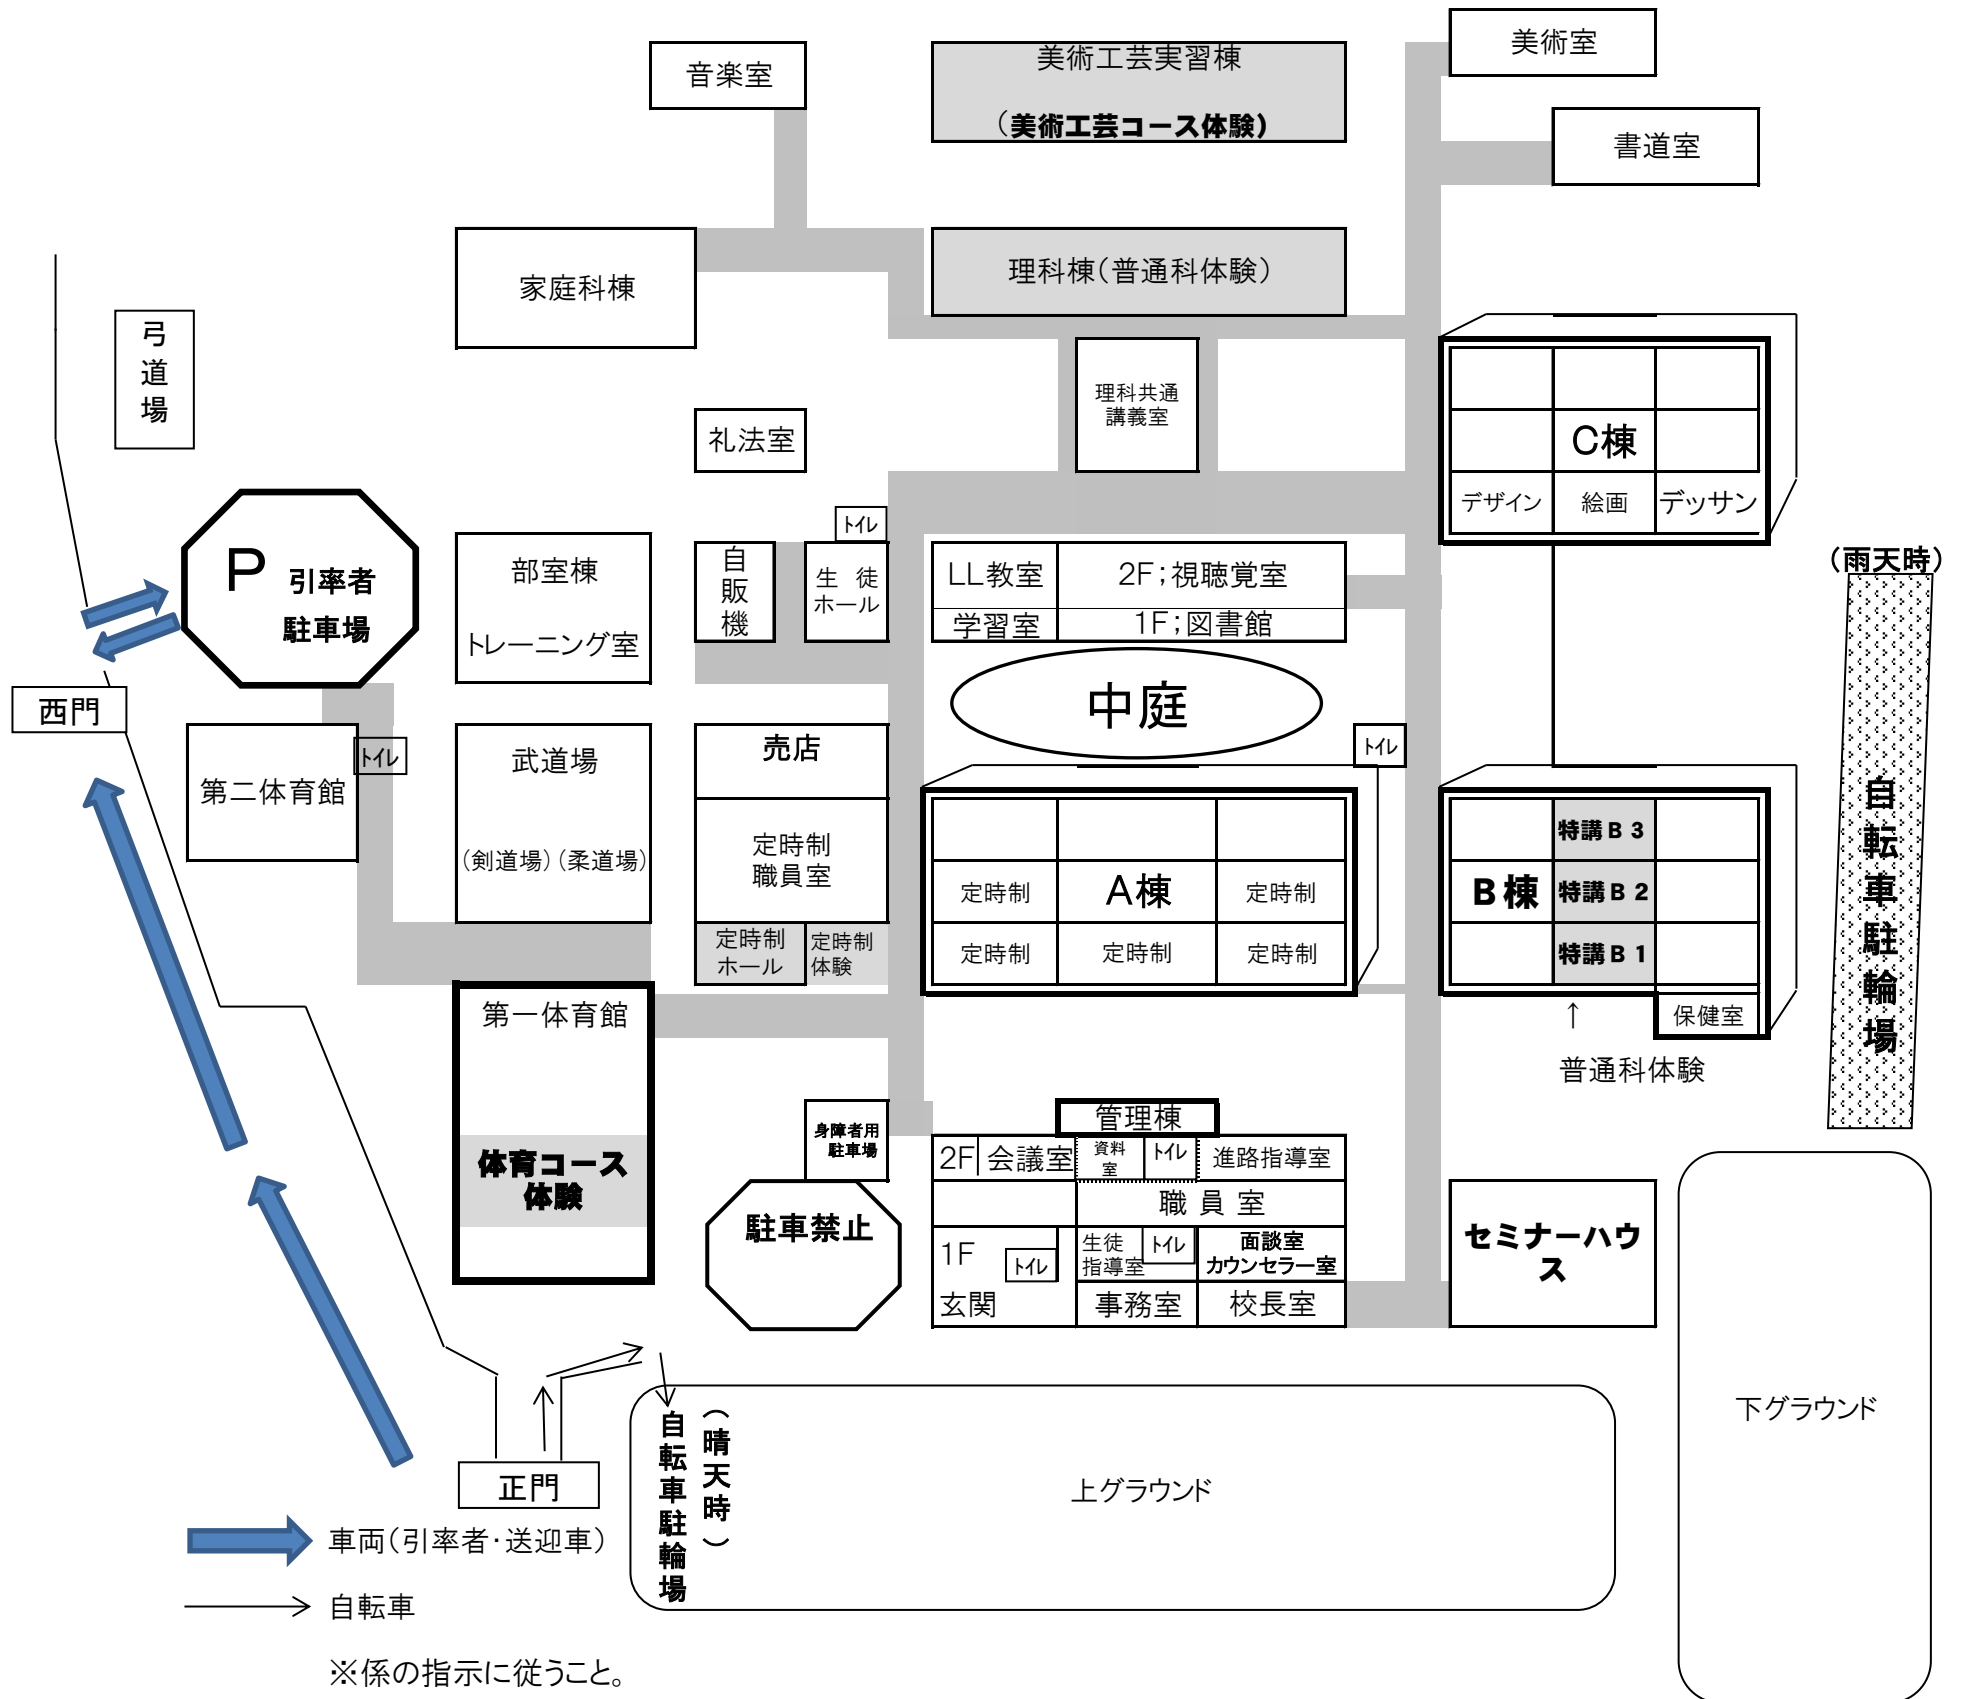 美術室
音楽室
美術工芸実習棟
（美術工芸コース体験）
書道室
家庭科棟
理科棟（普通科体験）
弓
道
場
理科共通
講義室
礼法室
C棟
デザイン
絵画
デッサン
トイレ
P 引率者
駐車場
部室棟
トレーニング室
自
販
機
生 徒
ホール
LL教室
2F；視聴覚室
学習室
1F；図書館
（雨天時）
自
転
車
駐
輪
場
中庭
西門
トイレ
第二体育館
武道場
（剣道場）（柔道場）
売店
トイレ
定時制
職員室
定時制
ホール
定時制
体験
定時制
A棟
定時制
定時制
定時制
定時制
特講Ｂ３
B棟
特講Ｂ２
特講Ｂ１
保健室
↑
普通科体験
第一体育館
体育コース
体験
身障者用
駐車場
駐車禁止
管理棟
2F
会議室
資料
室
トイレ
進路指導室
職 員 室
1F
トイレ
玄関
生徒
指導室
トイレ
面談室
カウンセラー室
事務室
校長室
セミナーハウ
ス
下グラウンド
上グラウンド
（晴天時）
自
転
車
駐
輪
場
正門
車両（引率者・送迎車）
自転車
※係の指示に従うこと。